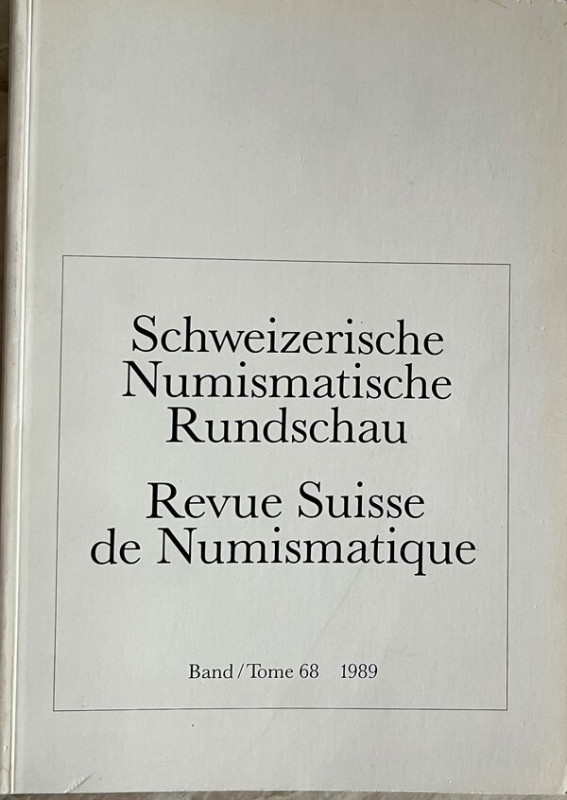 Schweizerische
Numismatische
Rundschau
Revue Suisse
de Numismatique
Band / Tome 68 1989